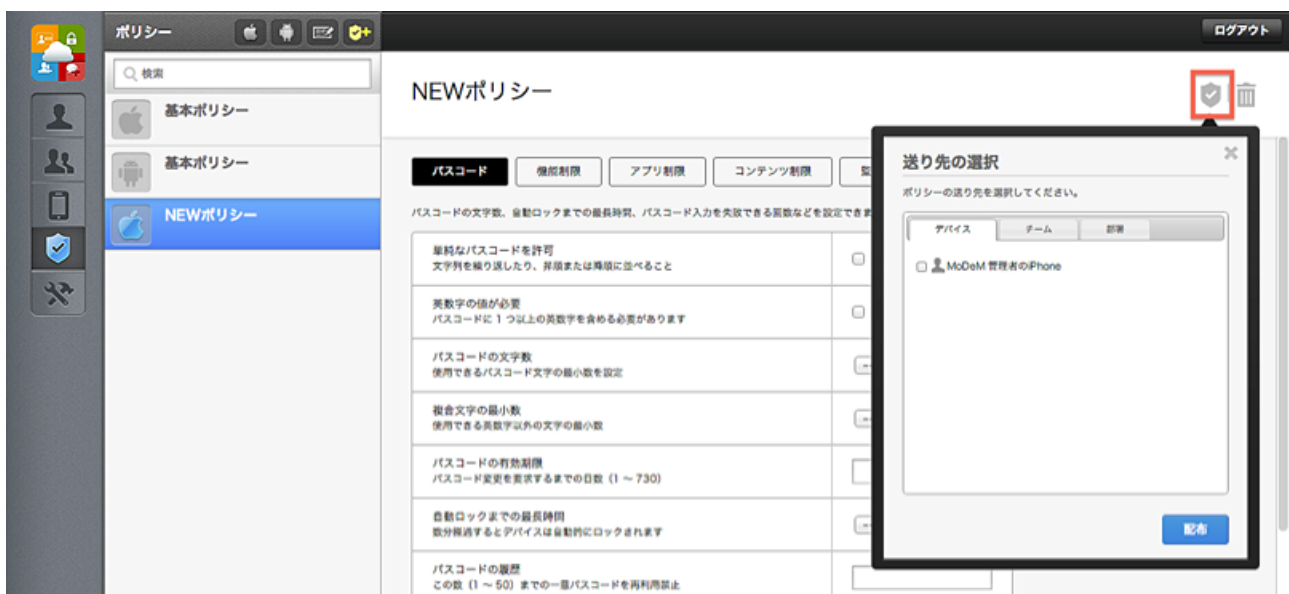 ポリシー
ログアウト
検索
基本ポリシー
基本ポリシー
NEWポリシー
NEWポリシー
パスコード
機能制限
アプリ制限
コンテンツ制限
パスコードの文字数、自動ロックまでの最長時間、パスコード入力を失敗できる回数などを設定できま
単純なパスコードを許可
文字列を繰り返したり、昇順または降順に並べること
英数字の値が必要
パスコードに 1 つ以上の英数字を含める必要があります
パスコードの文字数
使用できるパスコード文字の最小数を設定
複合文字の最小数
使用できる英数字以外の文字の最小数
パスコードの有効期限
パスコード変更を要求するまでの日数（1 ～ 730）
自動ロックまでの最長時間
数分経過するとデバイスは自動的にロックされます
パスコードの履歴
この数（1 ～ 50）までの一意パスコードを再利用禁止
送り先の選択
ポリシーの送り先を選択してください。
デバイス
チーム
部署
MoDeM 管理者のiPhone
配布